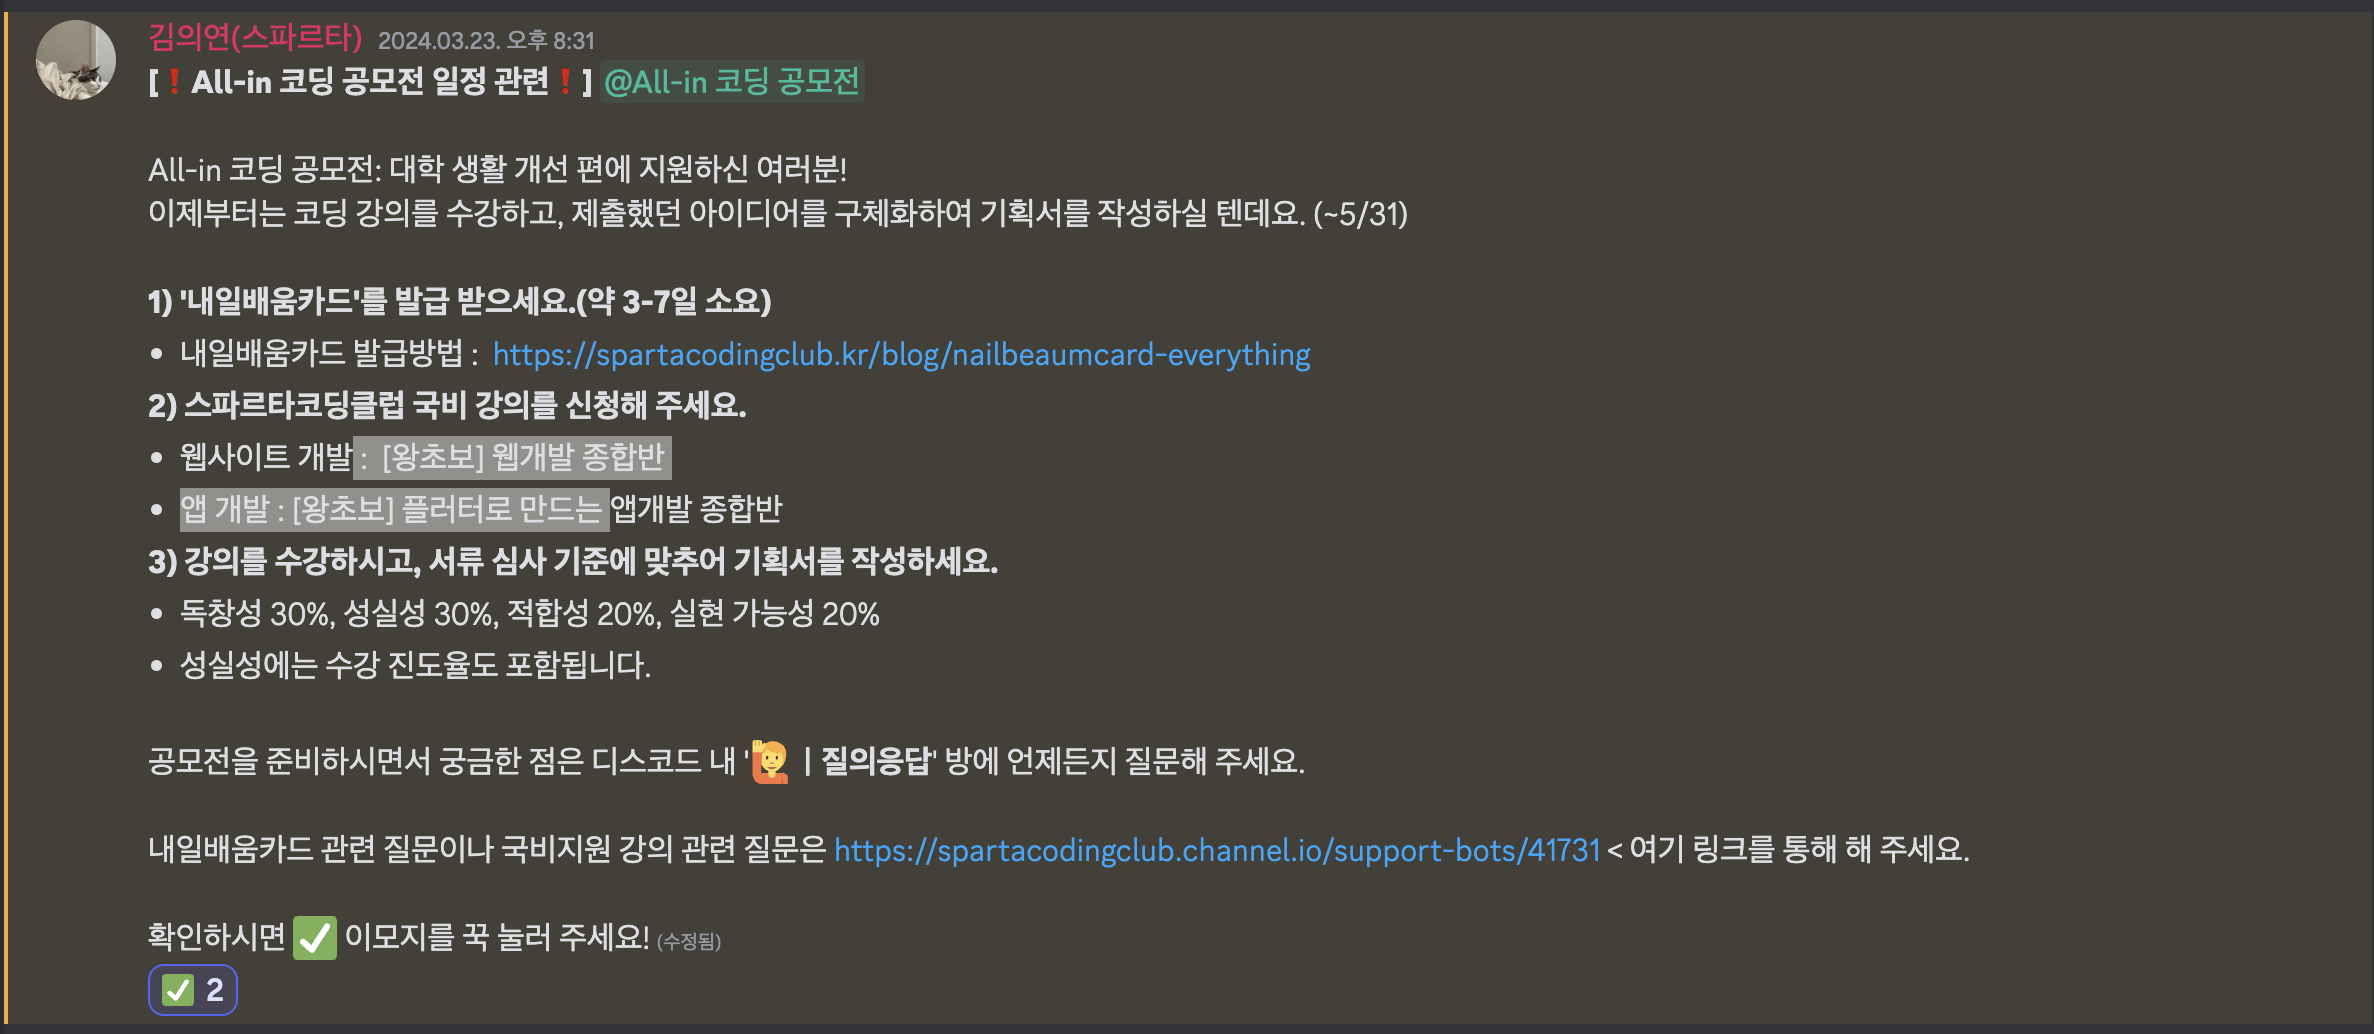 김의연(스파르타) 2024.03.23. 오후 8:31
[❗All-in 코딩 공모전 일정 관련❗] @All-in 코딩 공모전
All-in 코딩 공모전: 대학 생활 개선 편에 지원하신 여러분!
이제부터는 코딩 강의를 수강하고, 제출했던 아이디어를 구체화하여 기획서를 작성하실 텐데요. (~5/31)
1) '내일배움카드'를 발급 받으세요.(약 3-7일 소요)
• 내일배움카드 발급방법 : https://spartacodingclub.kr/blog/nailbeaumcard-everything
2) 스파르타코딩클럽 국비 강의를 신청해 주세요.
• 웹사이트 개발 : [왕초보] 웹개발 종합반
• 앱 개발 : [왕초보] 플러터로 만드는 앱개발 종합반
3) 강의를 수강하시고, 서류 심사 기준에 맞추어 기획서를 작성하세요.
• 독창성 30%, 성실성 30%, 적합성 20%, 실현 가능성 20%
• 성실성에는 수강 진도율도 포함됩니다.
공모전을 준비하시면서 궁금한 점은 디스코드 내 '🙋｜질의응답' 방에 언제든지 질문해 주세요.
내일배움카드 관련 질문이나 국비지원 강의 관련 질문은 https://spartacodingclub.channel.io/support-bots/41731 < 여기 링크를 통해 해 주세요.
확인하시면 ✅ 이모지를 꾹 눌러 주세요! (수정됨)
✅ 2